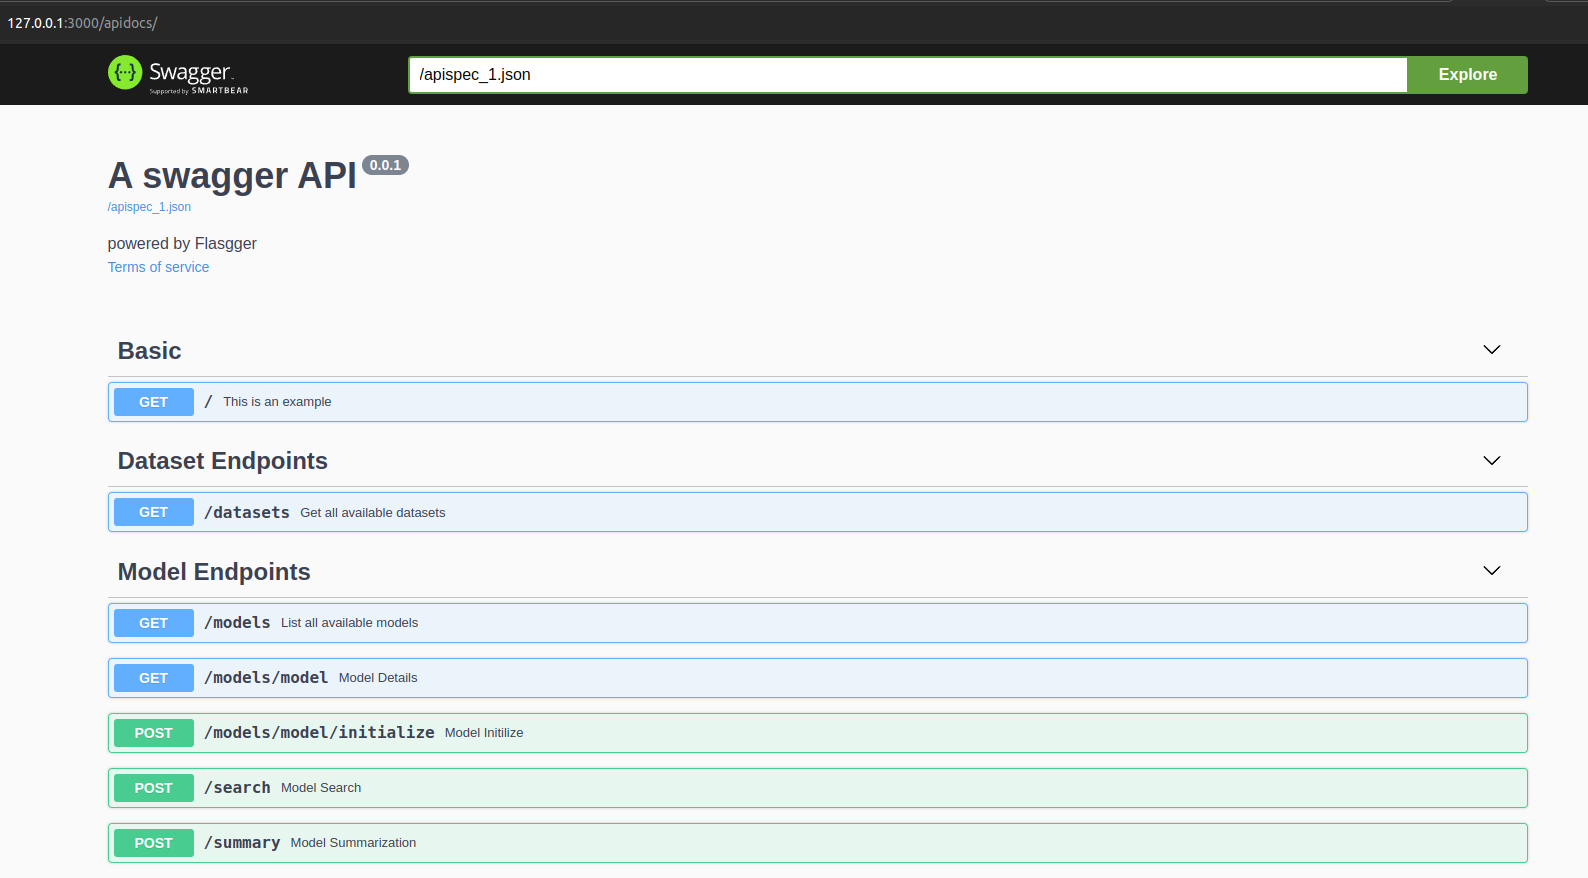 127.0.0.1:3000/apidocs/
{···} Swagger.
Supported by SMARTBEAR
/apispec_1.json
Explore
A swagger API 0.0.1
/apispec_1.json
powered by Flasgger
Terms of service
Basic
GET / This is an example
Dataset Endpoints
GET /datasets Get all available datasets
Model Endpoints
GET /models List all available models
GET /models/model Model Details
POST /models/model/initialize Model Initilize
POST /search Model Search
POST /summary Model Summarization